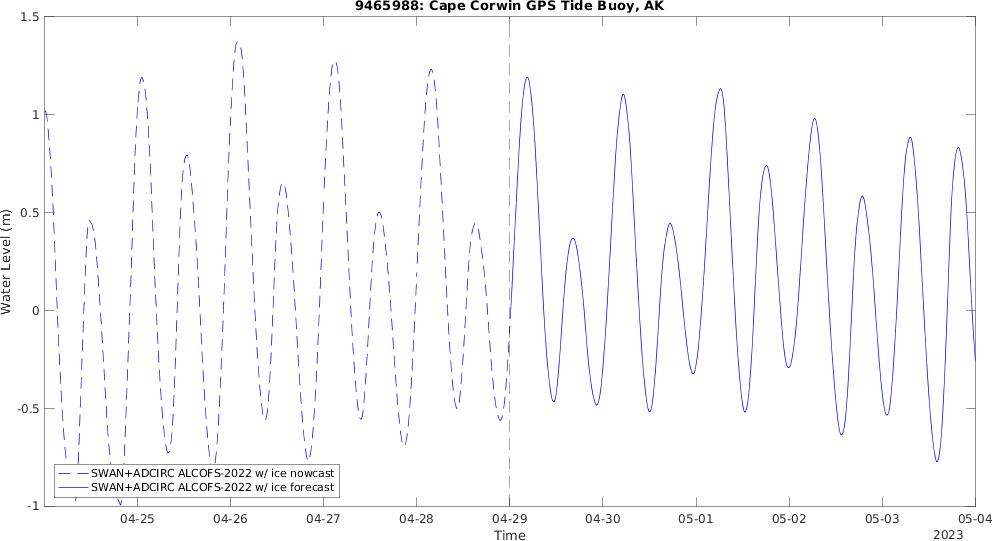 9465988: Cape Corwin GPS Tide Buoy, AK
Water Level (m)
1.5
1
0.5
0
-0.5
-1
SWAN+ADCIRC ALCOFS-2022 w/ ice nowcast
SWAN+ADCIRC ALCOFS-2022 w/ ice forecast
04-25 04-26 04-27 04-28 04-29 04-30 05-01 05-02 05-03 05-04
Time
2023